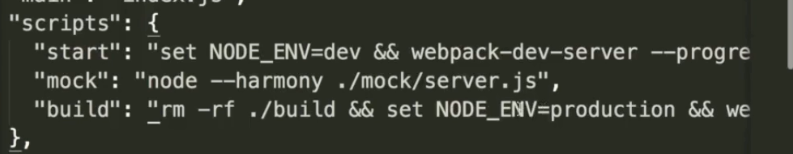 "scripts": {
"start": "set NODE_ENV=dev && webpack-dev-server --progre
"mock": "node --harmony ./mock/server.js",
"build": "rm -rf ./build && set NODE_ENV=production && we
},